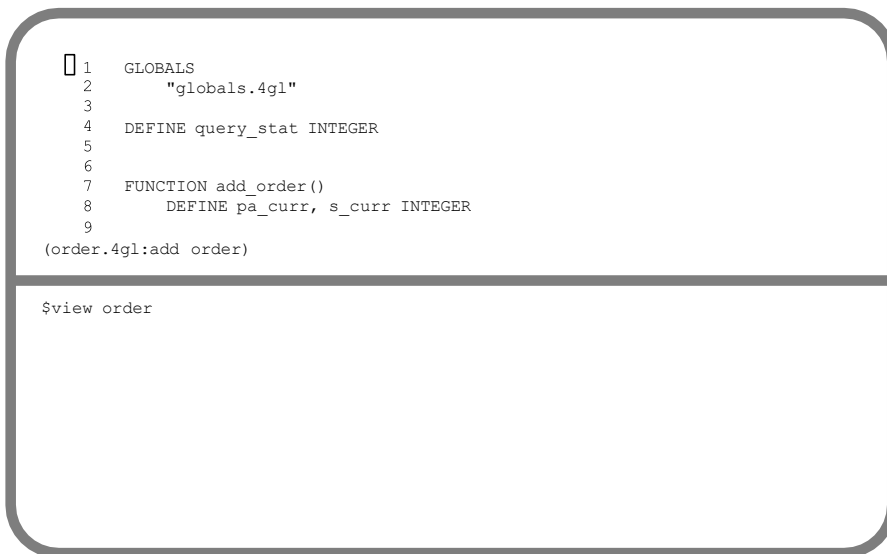 1 GLOBALS
2 "globals.4gl"
3
4 DEFINE query_stat INTEGER
5
6
7 FUNCTION add_order()
8 DEFINE pa_curr, s_curr INTEGER
9
(order.4gl:add order)
$view order